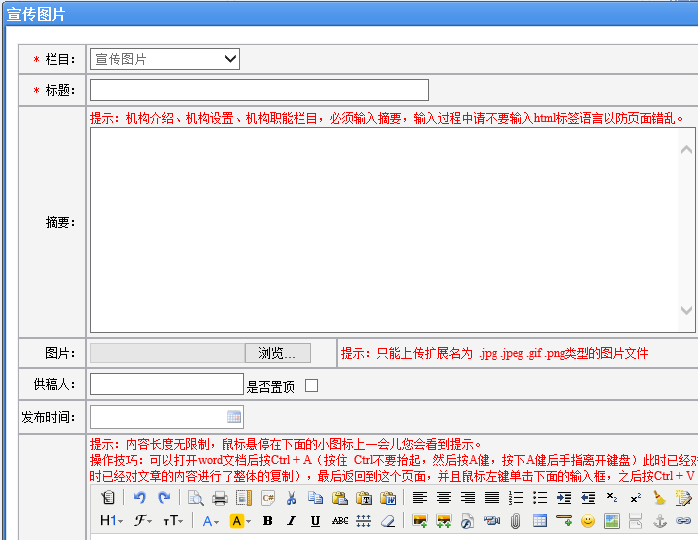 宣传图片
* 栏目： 宣传图片
* 标题：
提示：机构介绍、机构设置、机构职能栏目，必须输入摘要，输入过程中请不要输入html标签语言以防页面错乱。
摘要：
图片： 浏览... 提示：只能上传扩展名为 .jpg .jpeg .gif .png类型的图片文件
供稿人： 是否置顶
发布时间：
提示：内容长度无限制，鼠标悬停在下面的小图标上一会儿您会看到提示。
操作技巧：可以打开word文档后按Ctrl + A（按住 Ctrl不要抬起，然后按A健，按下A健后手指离开键盘）此时已经对
时已经对文章的内容进行了整体的复制），最后返回到这个页面，并且鼠标左键单击下面的输入框，之后按Ctrl + V
H1 F TT A A B I U ABC